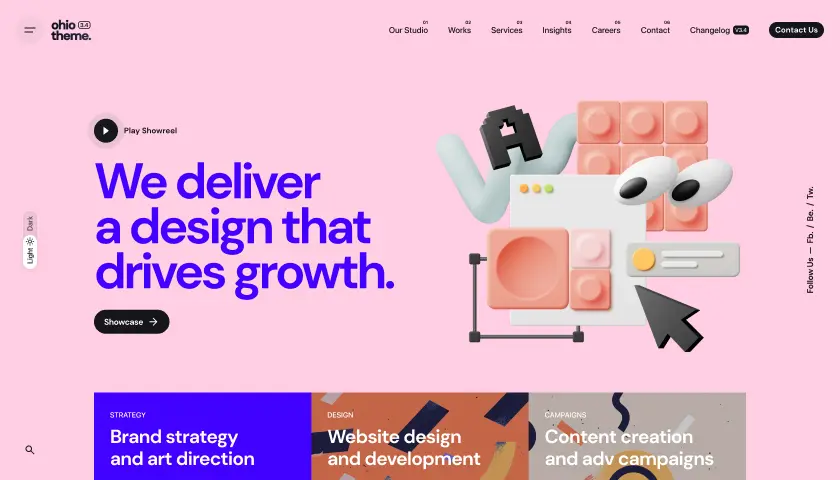 ohio 3.4
theme.
01 02 03 04 05 06
Our Studio Works Services Insights Careers Contact Changelog V3.4 Contact Us
Play Showreel
We deliver
a design that
drives growth.
Showcase
A
Light Dark
Follow Us — Fb. / Be. / Tw.
STRATEGY
Brand strategy
and art direction
DESIGN
Website design
and development
CAMPAIGNS
Content creation
and adv campaigns